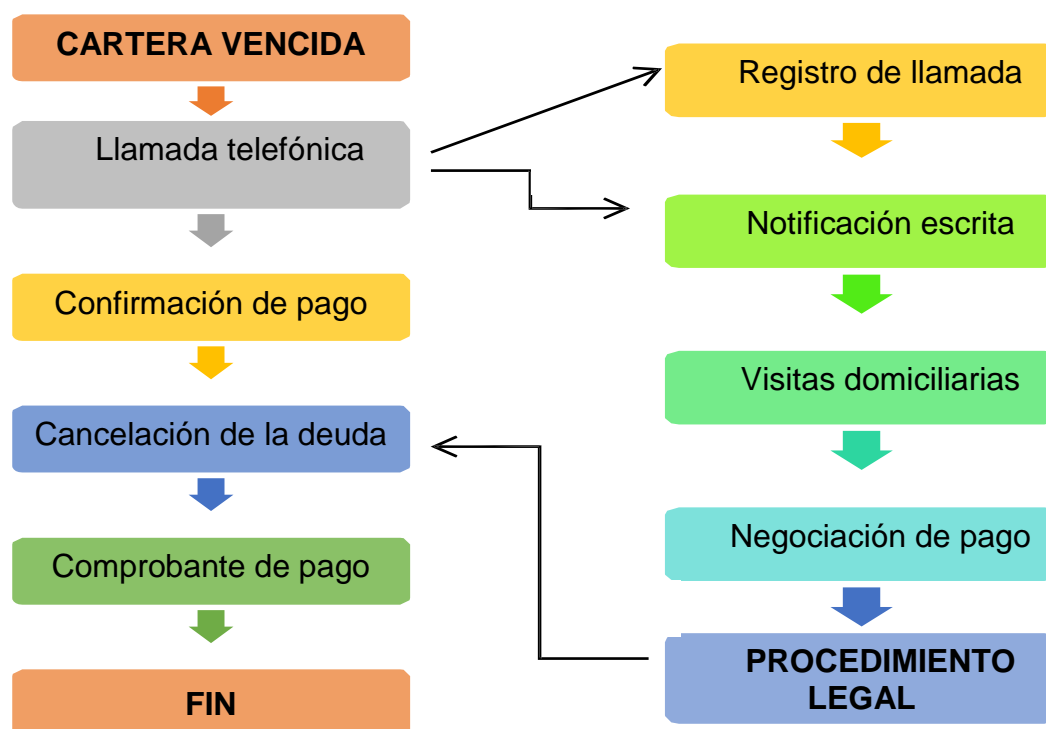 CARTERA VENCIDA
Llamada telefónica
Confirmación de pago
Cancelación de la deuda
Comprobante de pago
FIN
Registro de llamada
Notificación escrita
Visitas domiciliarias
Negociación de pago
PROCEDIMIENTO
LEGAL